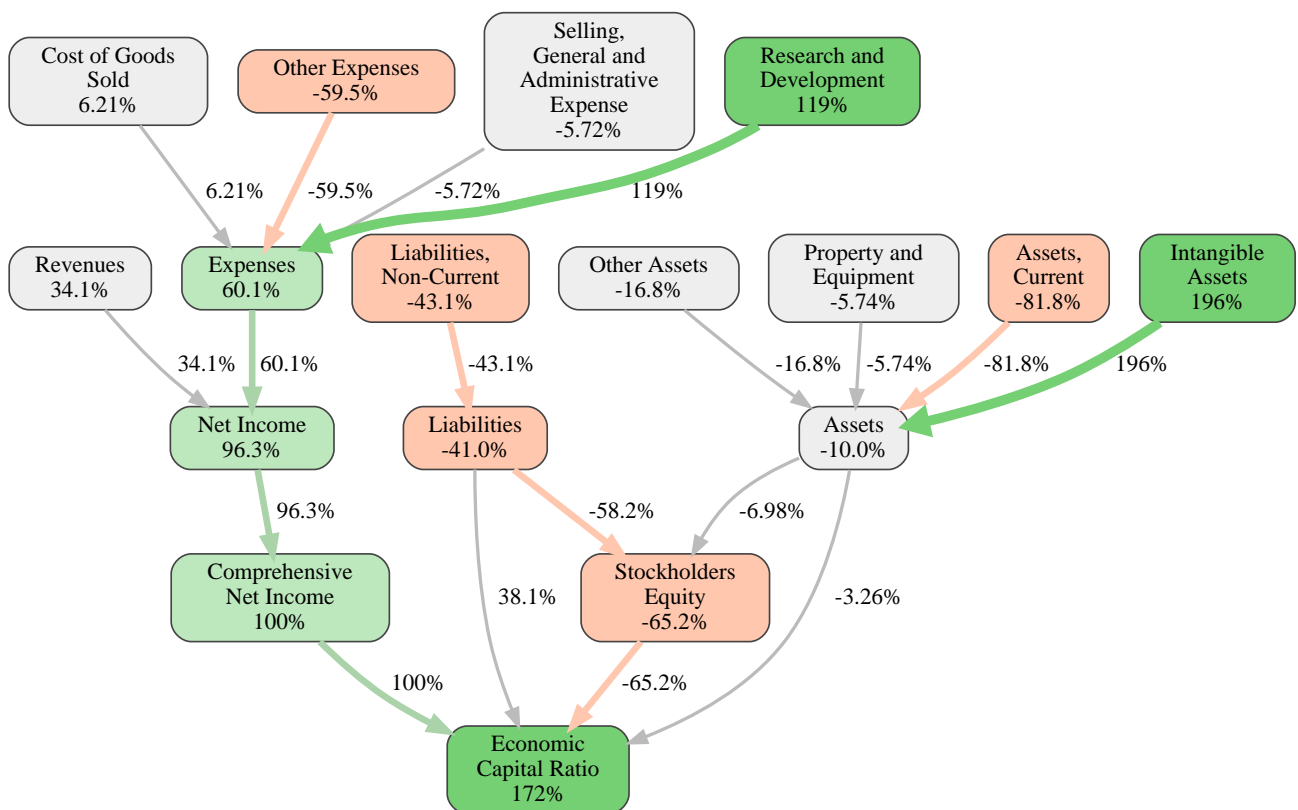 Cost of Goods
Sold
6.21%
Other Expenses
-59.5%
Selling,
General and
Administrative
Expense
-5.72%
Research and
Development
119%
6.21%
-59.5%
-5.72%
119%
Revenues
34.1%
Expenses
60.1%
Liabilities,
Non-Current
-43.1%
Other Assets
-16.8%
Property and
Equipment
-5.74%
Assets,
Current
-81.8%
Intangible
Assets
196%
34.1%
60.1%
-43.1%
-16.8%
-5.74%
-81.8%
196%
Net Income
96.3%
Liabilities
-41.0%
Assets
-10.0%
96.3%
-58.2%
-6.98%
Comprehensive
Net Income
100%
38.1%
Stockholders
Equity
-65.2%
-3.26%
100%
-65.2%
Economic
Capital Ratio
172%